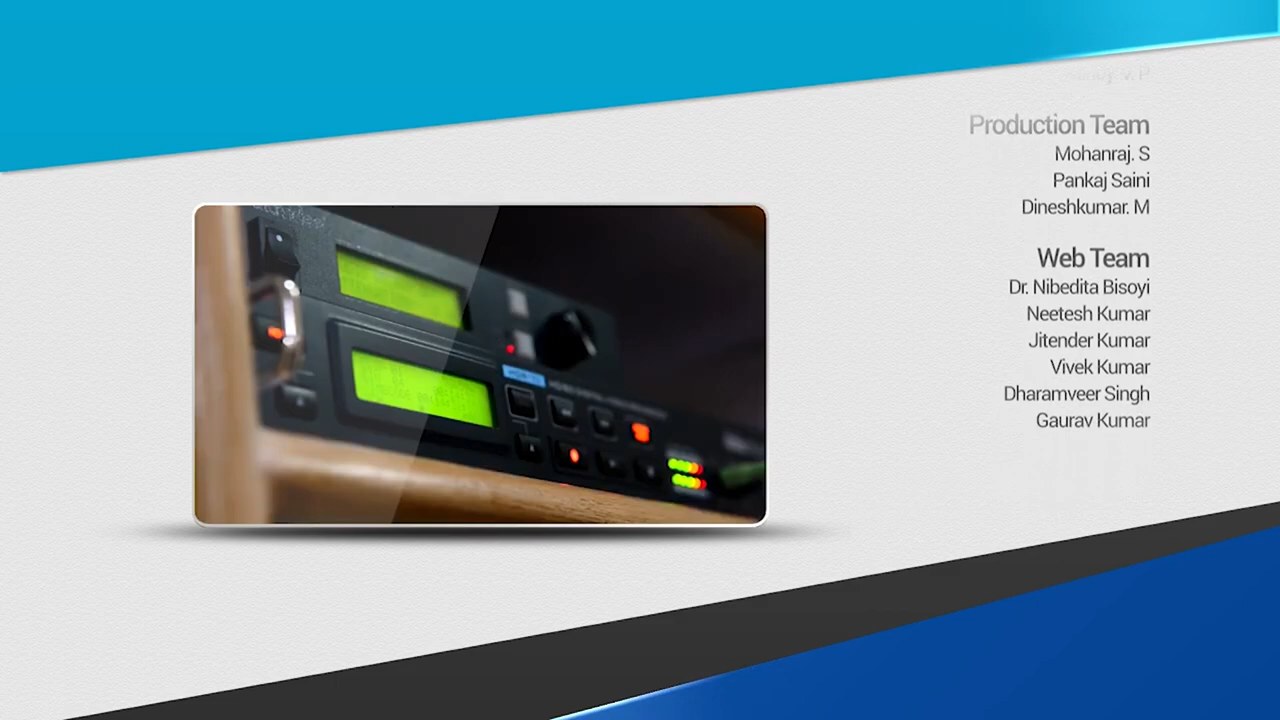 Production Team
Mohanraj. S
Pankaj Saini
Dineshkumar. M
Web Team
Dr. Nibedita Bisoyi
Neetesh Kumar
Jitender Kumar
Vivek Kumar
Dharamveer Singh
Gaurav Kumar